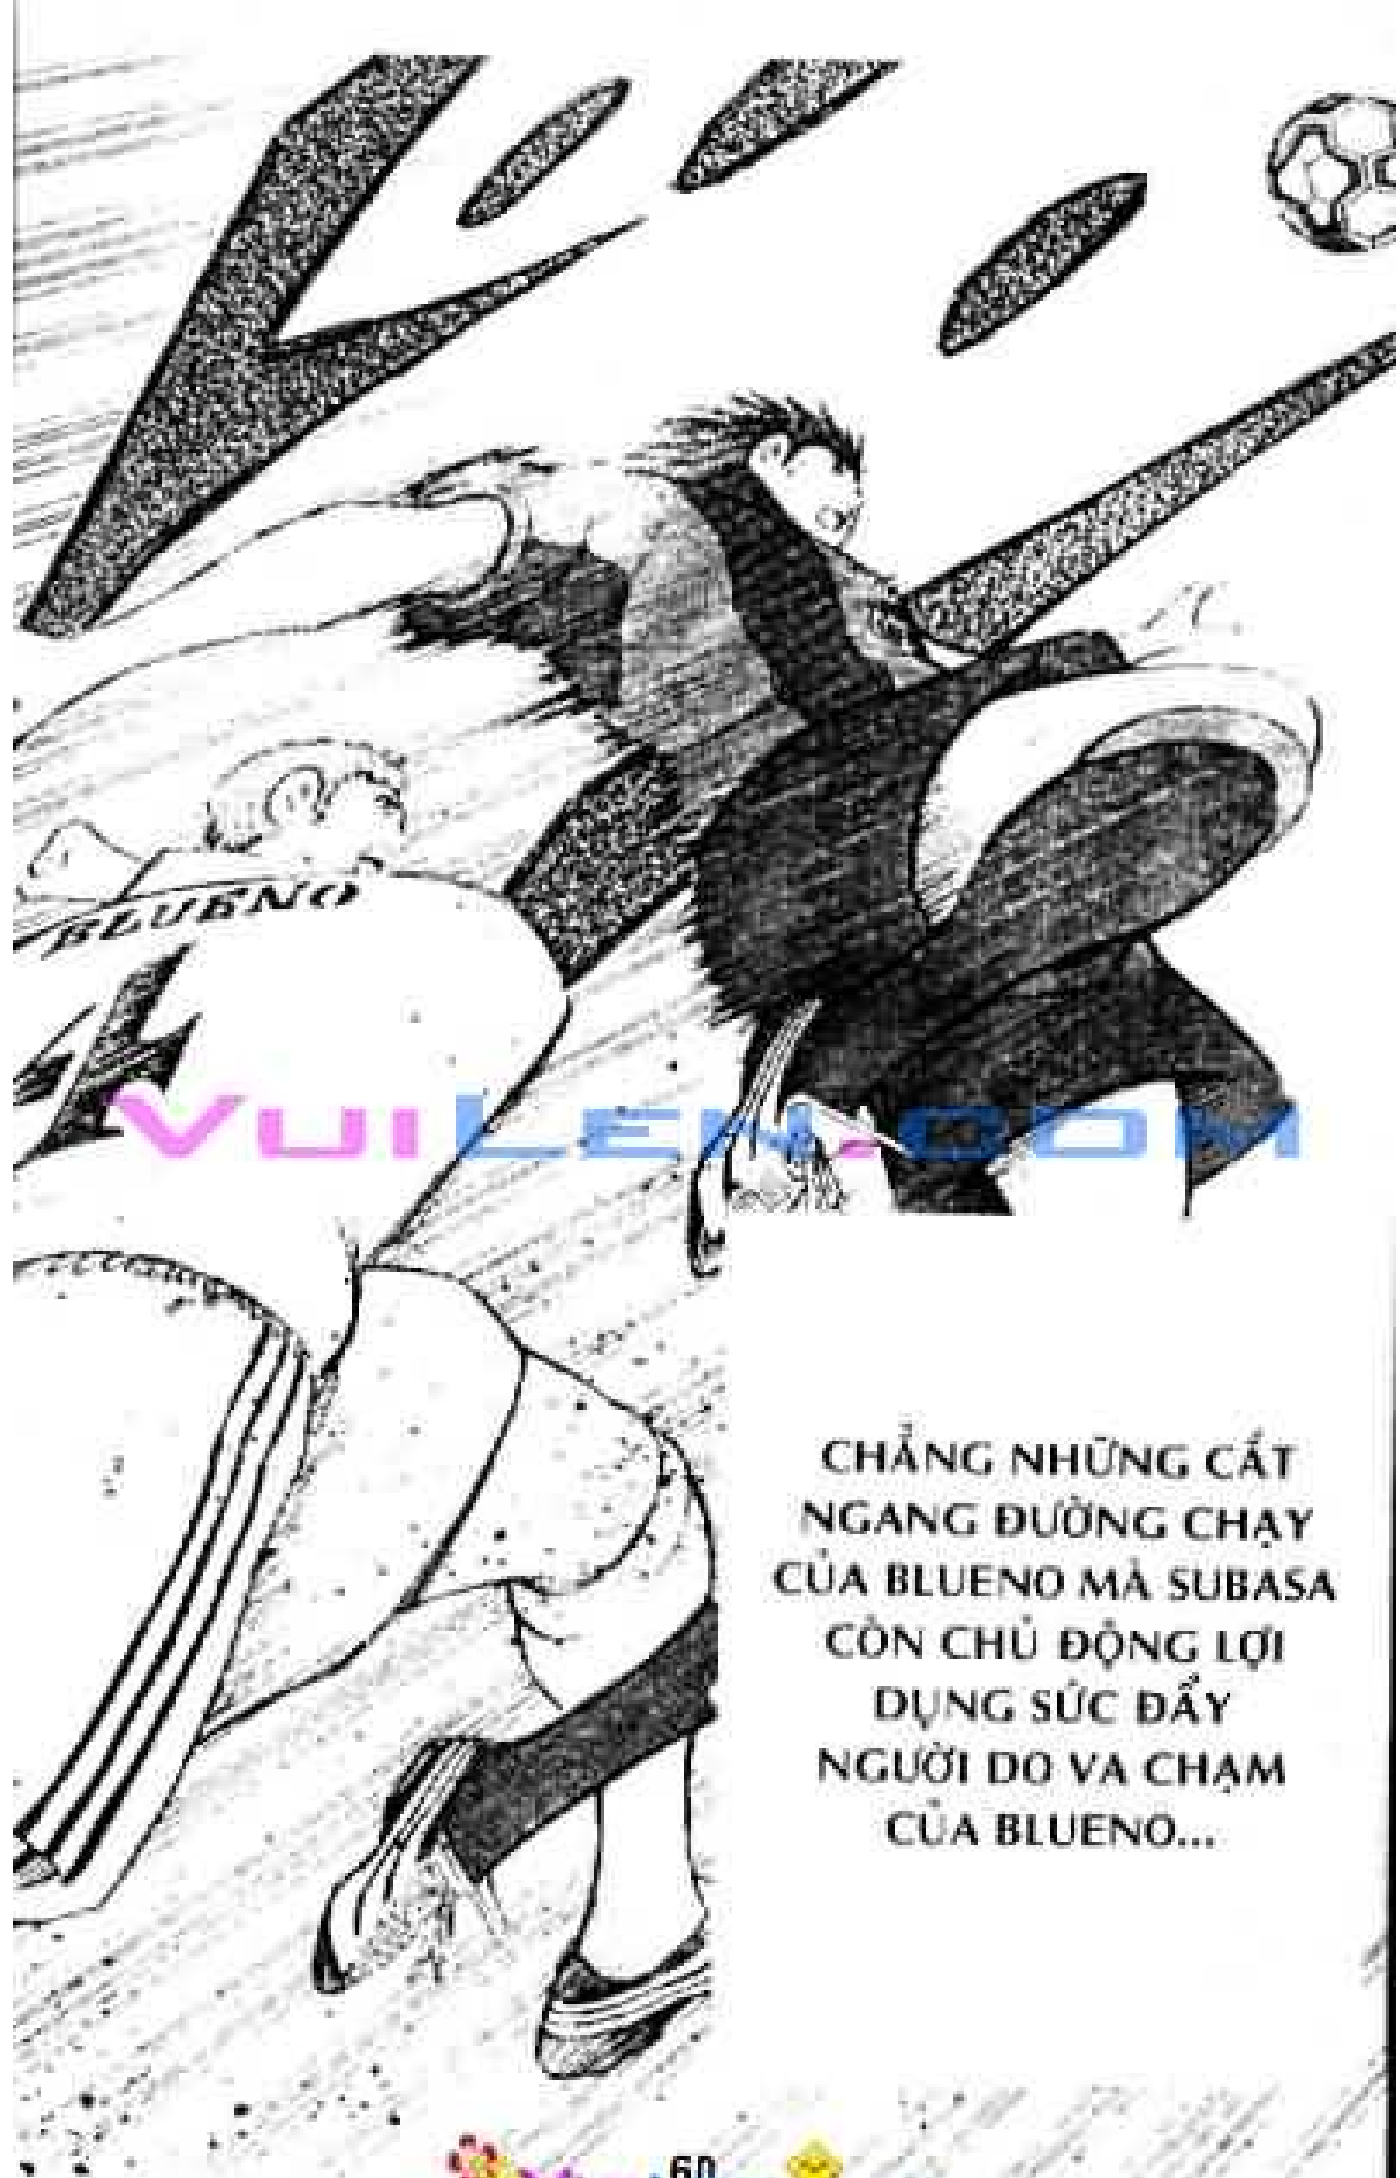 BLUENO
4
VUILEN.COM
CHẲNG NHỮNG CẮT
NGANG ĐƯỜNG CHẠY
CỦA BLUENO MÀ SUBASA
CÒN CHỦ ĐỘNG LỢI
DỤNG SỨC ĐẨY
NGƯỜI DO VA CHẠM
CỦA BLUENO...
60